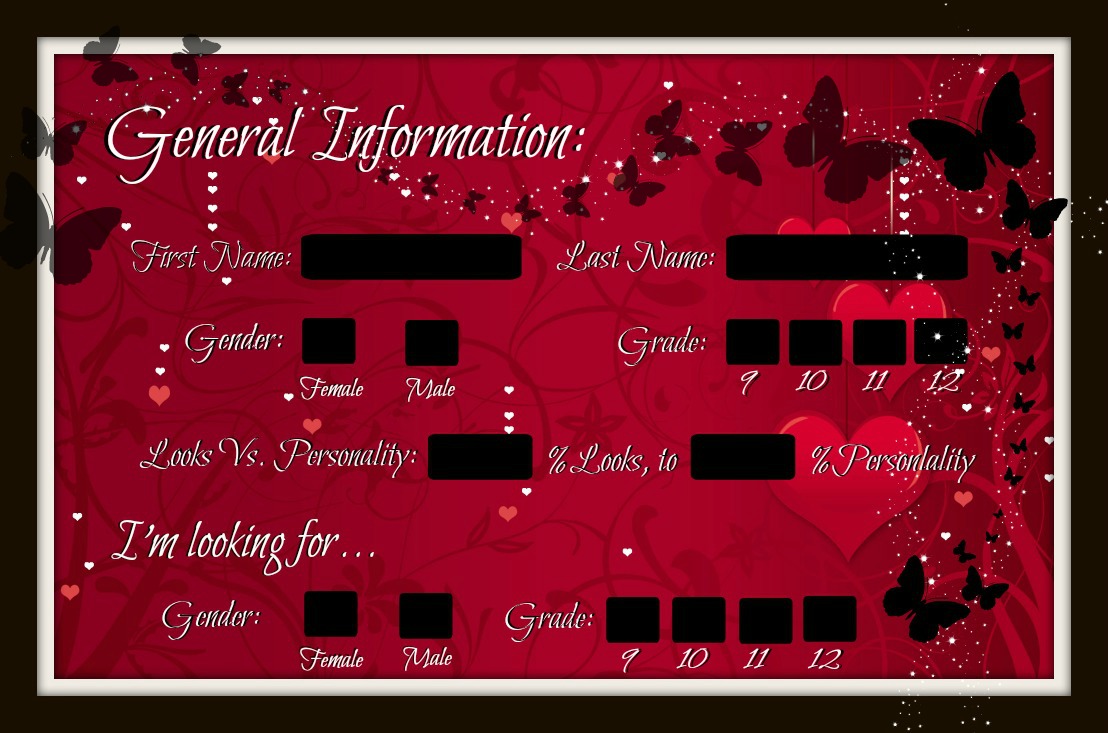 General Information:
First Name: Last Name:
Gender: Grade:
Female Male 9 10 11 12
Looks Vs. Personality: % Looks, to % Personlality
I'm looking for...
Gender: Grade:
Female Male 9 10 11 12